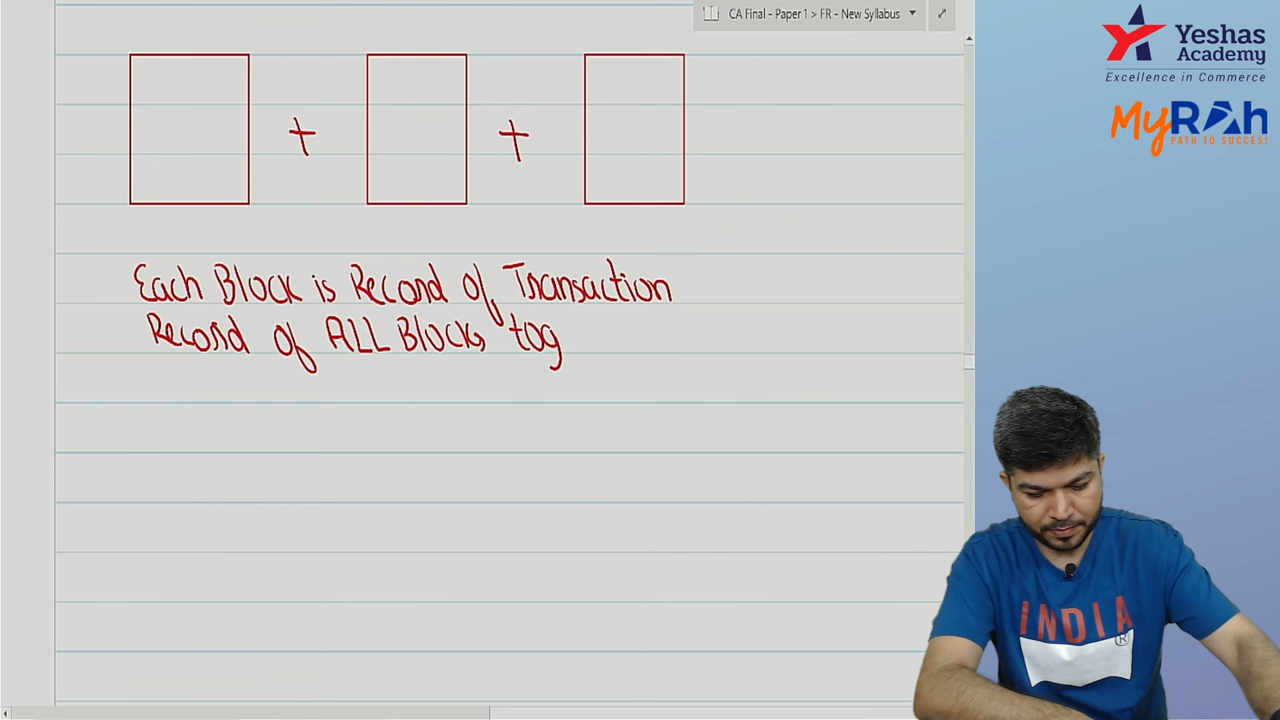 CA Final - Paper 1 > FR - New Syllabus
Yeshas
Academy
Excellence in Commerce
MyRAh
PATH TO SUCCESS
+
+
Each Block is Record of Transaction
Record of ALL Blocks tog
INDIA
®